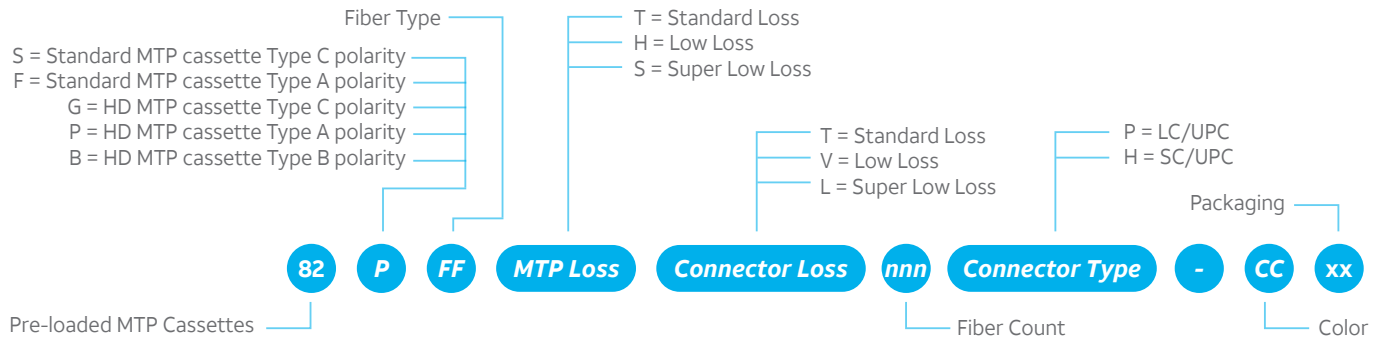 Fiber Type
T = Standard Loss
H = Low Loss
S = Super Low Loss
S = Standard MTP cassette Type C polarity
F = Standard MTP cassette Type A polarity
G = HD MTP cassette Type C polarity
P = HD MTP cassette Type A polarity
B = HD MTP cassette Type B polarity
T = Standard Loss
V = Low Loss
L = Super Low Loss
P = LC/UPC
H = SC/UPC
Packaging
82 P FF MTP Loss Connector Loss nnn Connector Type - CC xx
Pre-loaded MTP Cassettes
Fiber Count
Color